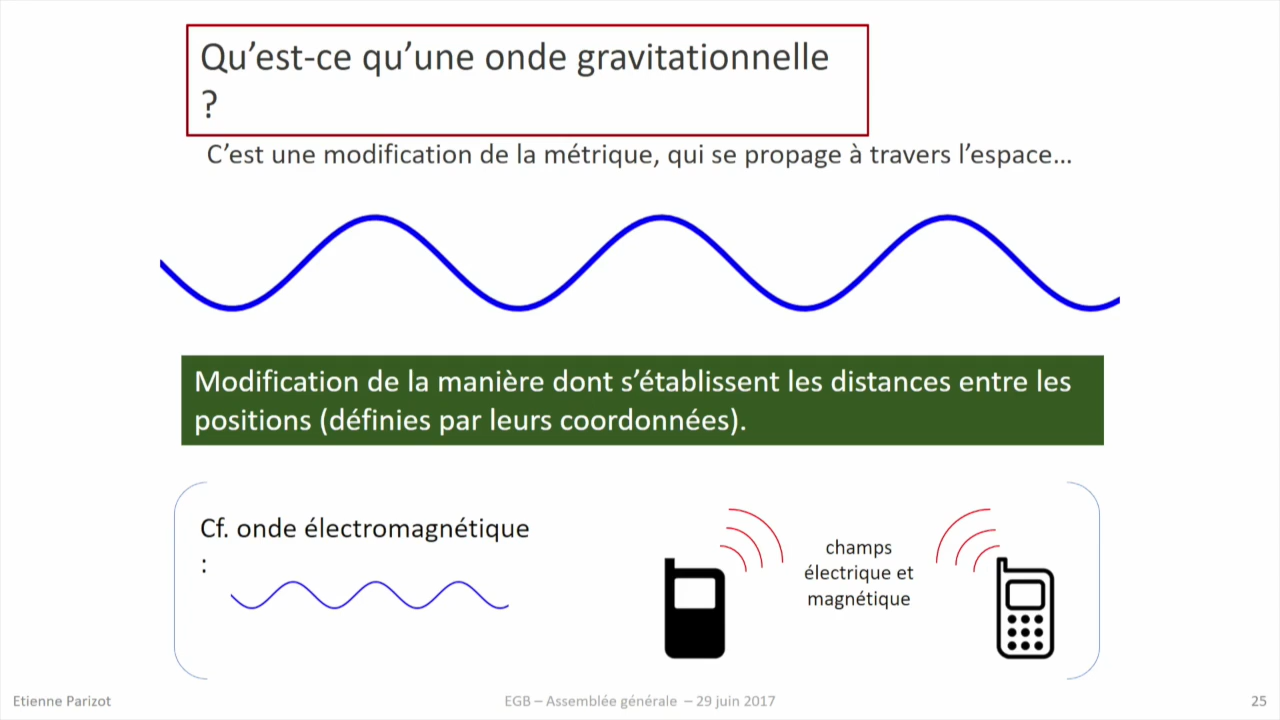 Qu’est-ce qu’une onde gravitationnelle
?
C’est une modification de la métrique, qui se propage à travers l’espace…
Modification de la manière dont s’établissent les distances entre les
positions (définies par leurs coordonnées).
Cf. onde électromagnétique
:
champs
électrique et
magnétique
Etienne Parizot
EGB – Assemblée générale – 29 juin 2017
25